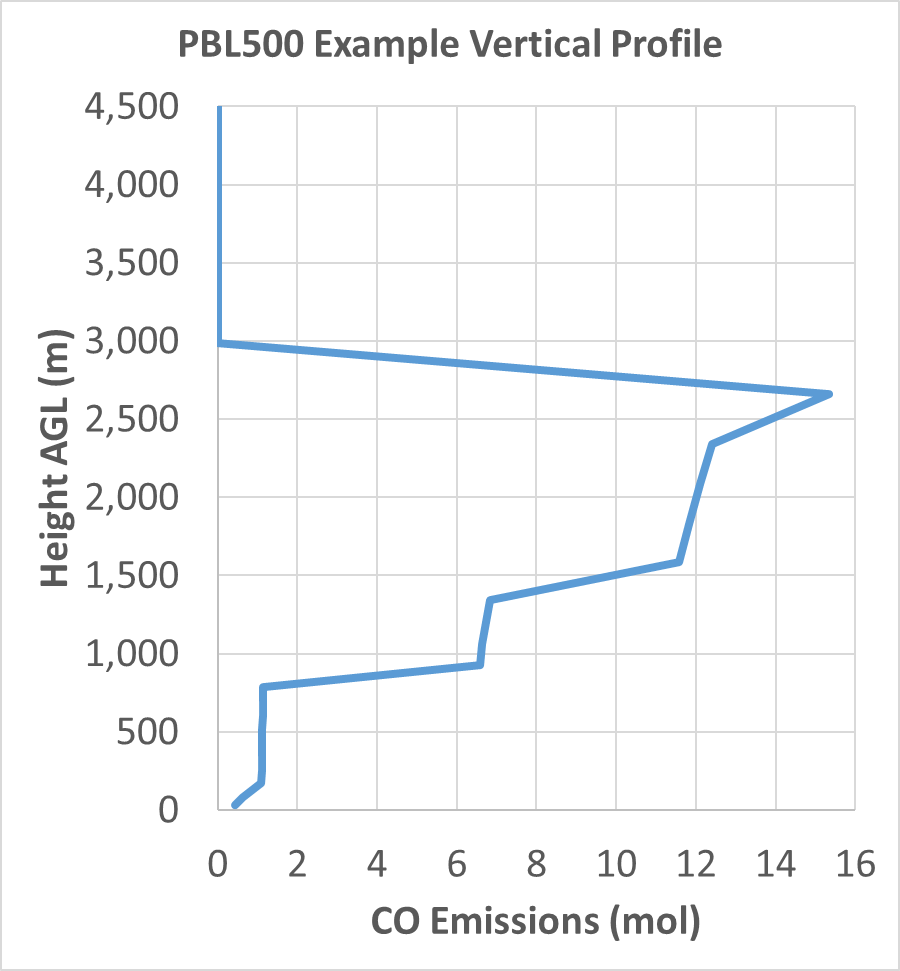 PBL500 Example Vertical Profile
4,500
4,000
3,500
3,000
2,500
2,000
1,500
1,000
500
0
Height AGL (m)
0 2 4 6 8 10 12 14 16
CO Emissions (mol)